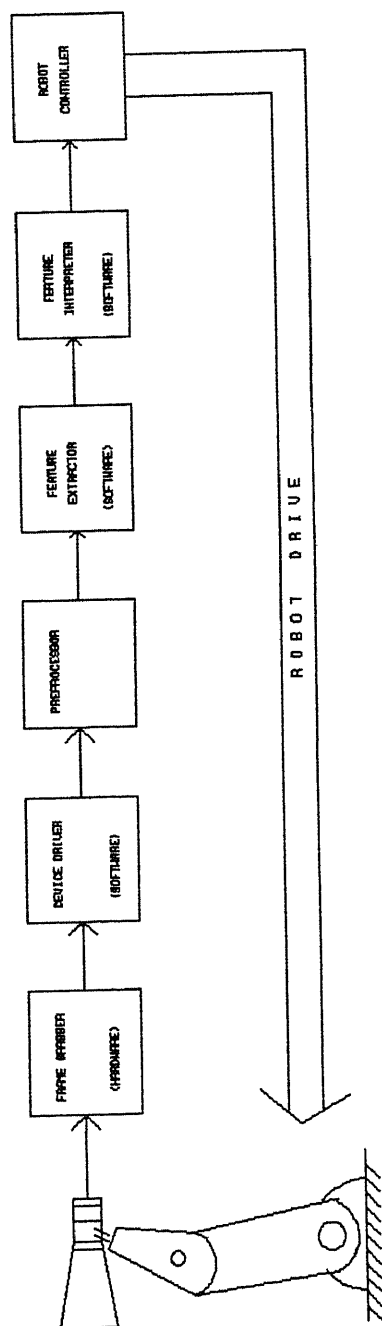 FRAME GRABBER
(HARDWARE)
DEVICE DRIVER
(SOFTWARE)
PREPROCESSOR
FEATURE
EXTRACTOR
(SOFTWARE)
FEATURE
INTERPRETER
(SOFTWARE)
ROBOT
CONTROLLER
ROBOT DRIVE